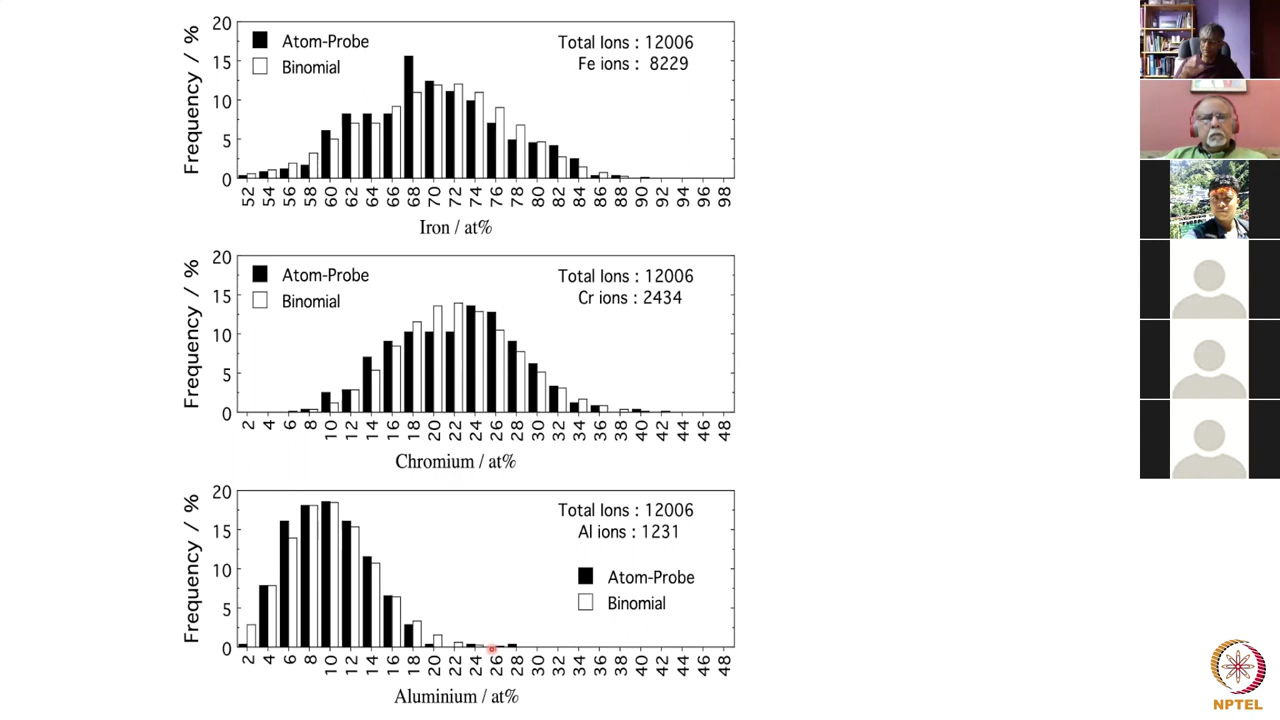 20
15
10
5
0
Frequency / %
Atom-Probe
Binomial
Total Ions : 12006
Fe ions : 8229
52 54 56 58 60 62 64 66 68 70 72 74 76 78 80 82 84 86 88 90 92 94 96 98
Iron / at%
20
15
10
5
0
Frequency / %
Atom-Probe
Binomial
Total Ions : 12006
Cr ions : 2434
2 4 6 8 10 12 14 16 18 20 22 24 26 28 30 32 34 36 38 40 42 44 46 48
Chromium / at%
20
15
10
5
0
Frequency / %
Total Ions : 12006
Al ions : 1231
Atom-Probe
Binomial
2 4 6 8 10 12 14 16 18 20 22 24 26 28 30 32 34 36 38 40 42 44 46 48
Aluminium / at%
NPTEL